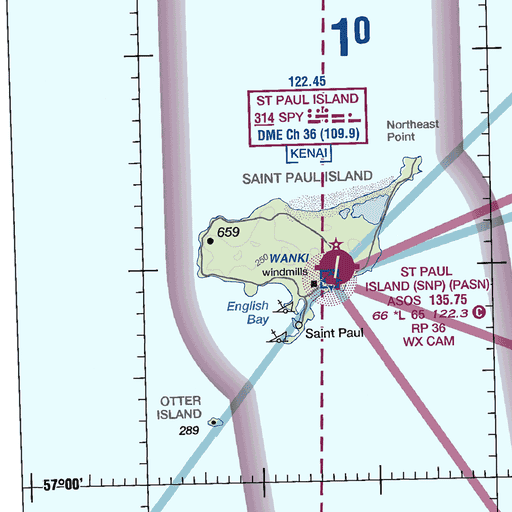 1⁰
122.45
ST PAUL ISLAND
314 SPY
DME Ch 36 (109.9)
KENAI
Northeast
Point
SAINT PAUL ISLAND
659
250
WANKI
windmills
ST PAUL
ISLAND (SNP) (PASN)
ASOS 135.75
66 *L 65 122.3 C
RP 36
WX CAM
English
Bay
Saint Paul
OTTER
ISLAND
289
57°00'